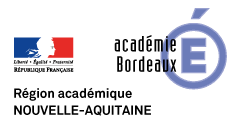 académie
Bordeaux
É
Liberté • Égalité • Fraternité
RÉPUBLIQUE FRANÇAISE
Région académique
NOUVELLE-AQUITAINE